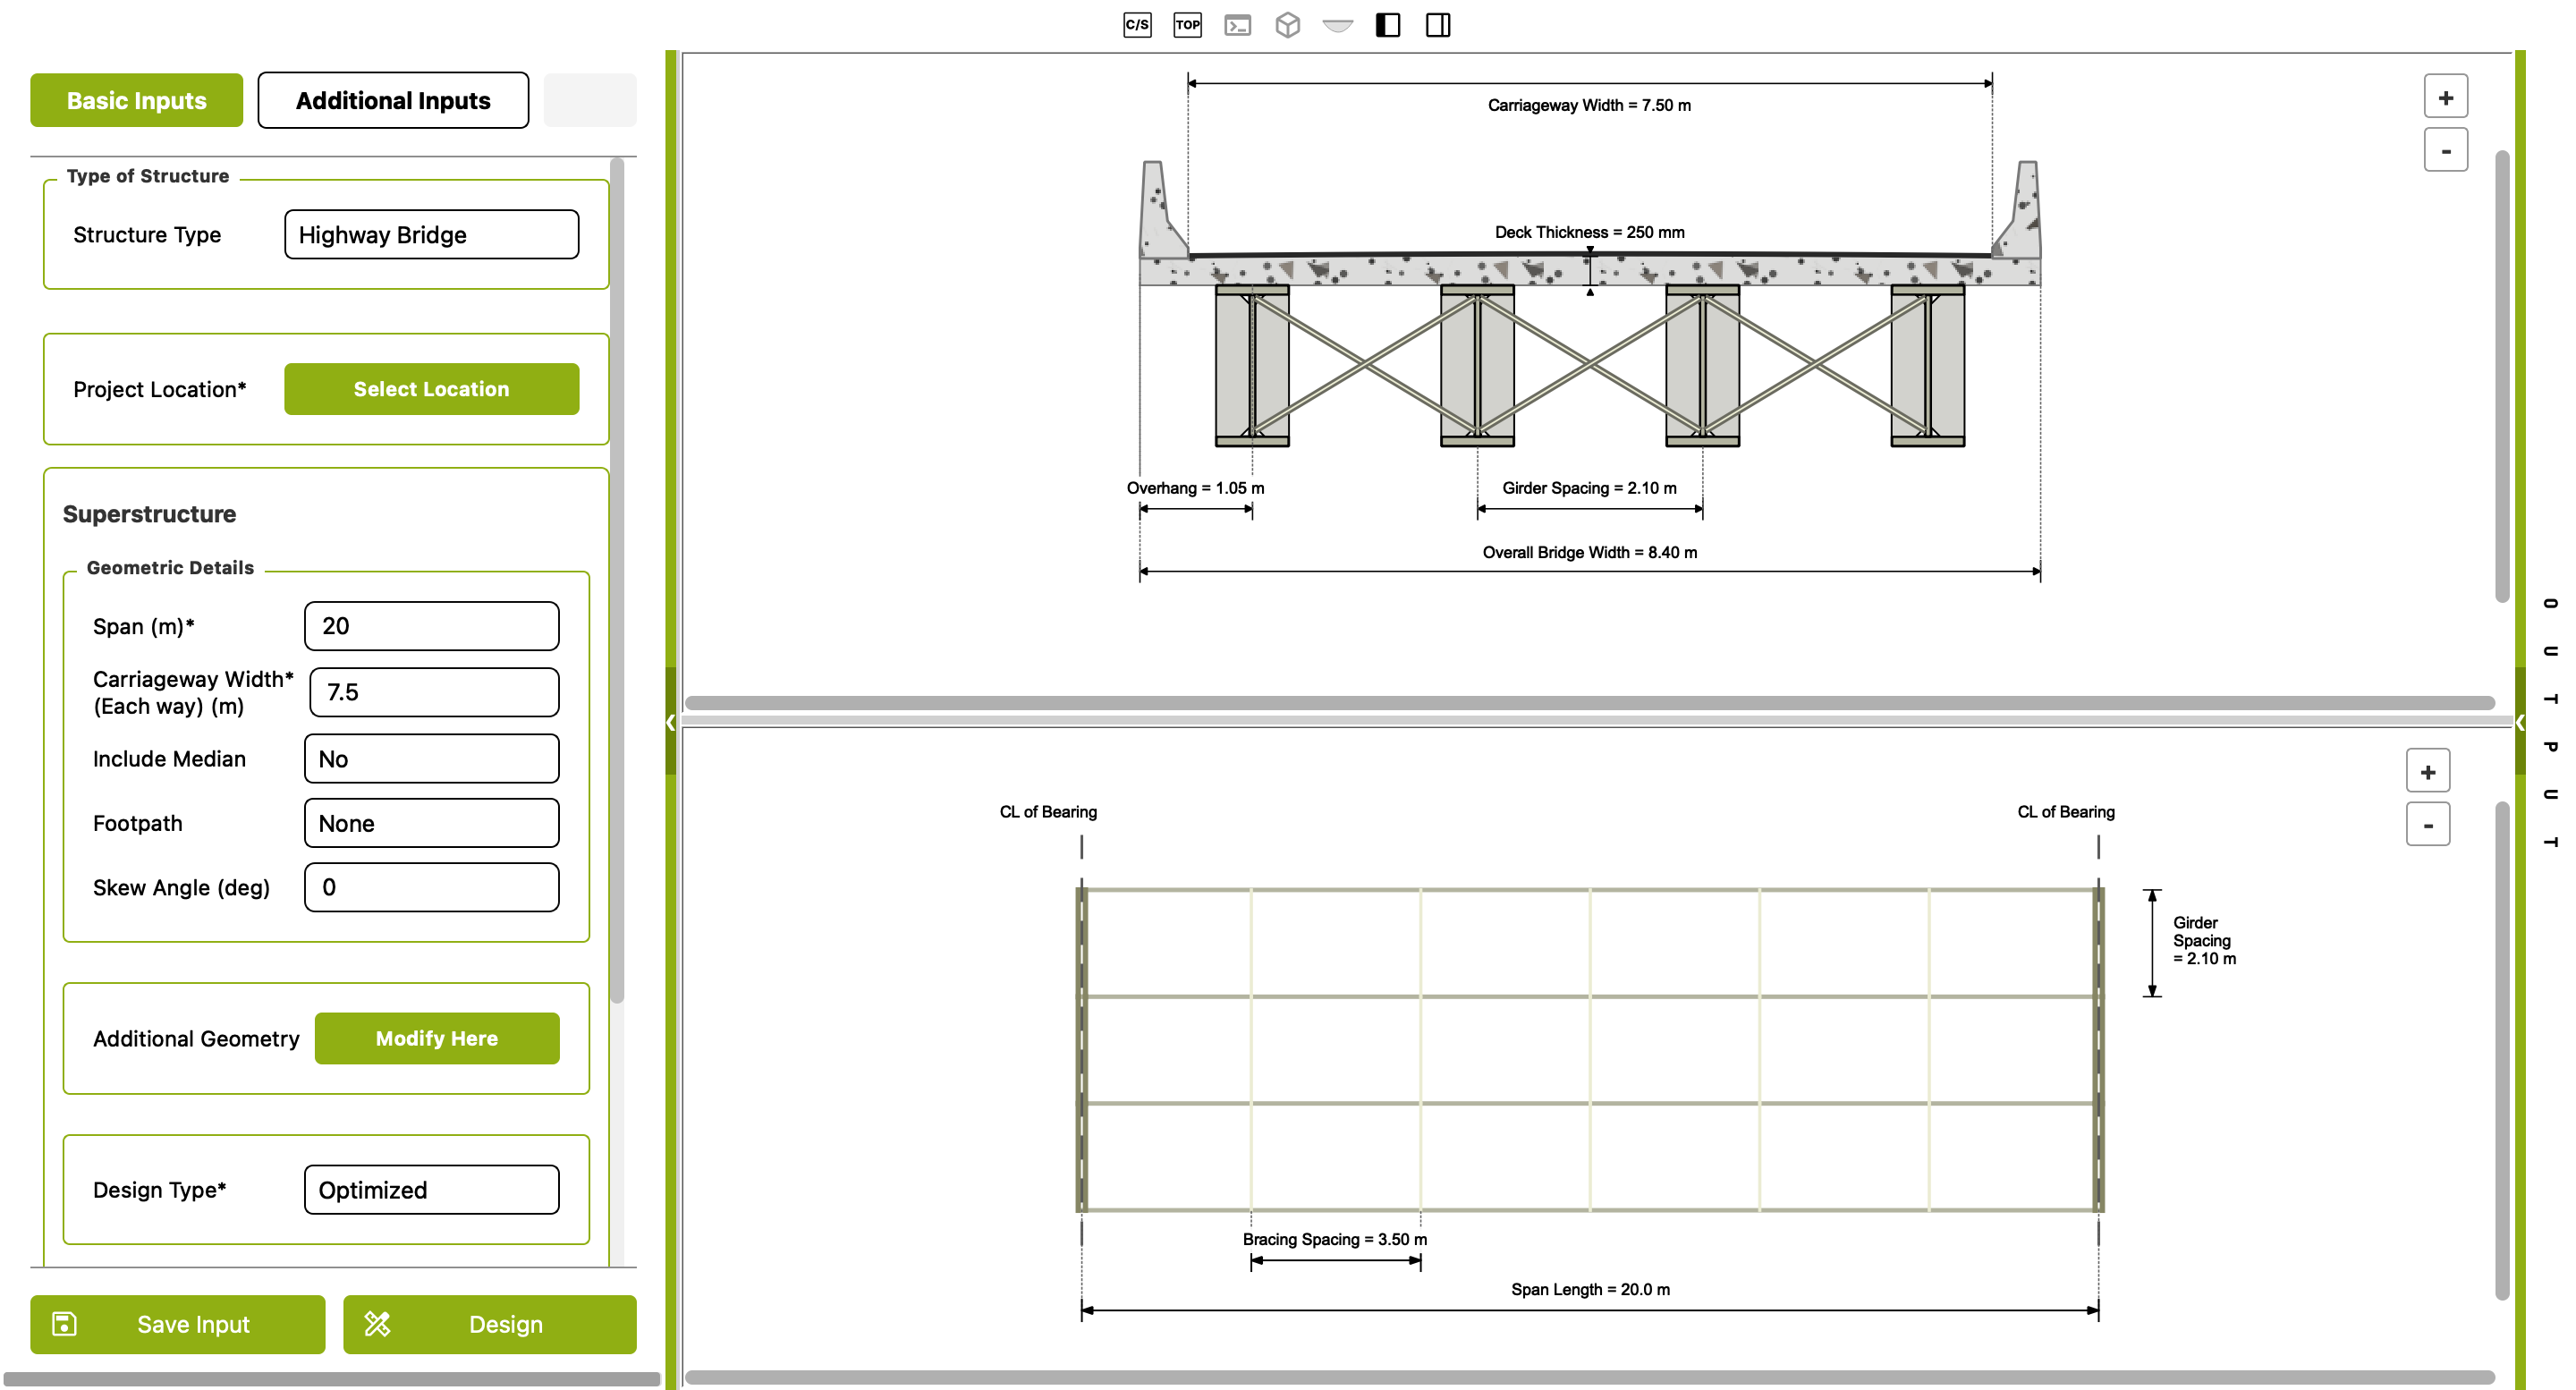 C/S
TOP
Basic Inputs
Additional Inputs
Type of Structure
Structure Type
Highway Bridge
Project Location*
Select Location
Superstructure
Geometric Details
Span (m)*
20
Carriageway Width*
(Each way) (m)
7.5
Include Median
No
Footpath
None
Skew Angle (deg)
0
Additional Geometry
Modify Here
Design Type*
Optimized
Save Input
Design
Carriageway Width = 7.50 m
Deck Thickness = 250 mm
Overhang = 1.05 m
Girder Spacing = 2.10 m
Overall Bridge Width = 8.40 m
+
-
CL of Bearing
CL of Bearing
Girder
Spacing
= 2.10 m
Bracing Spacing = 3.50 m
Span Length = 20.0 m
+
-
OUTPUT